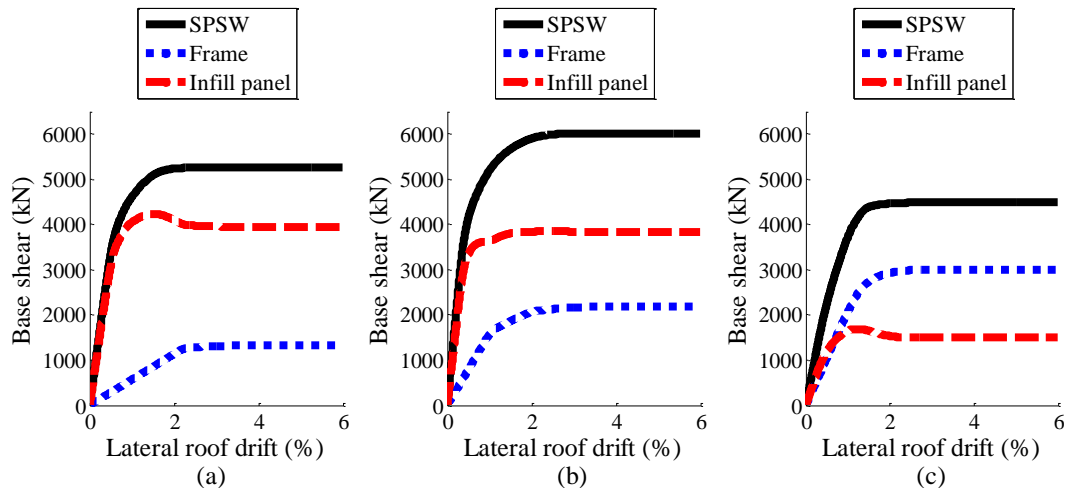 SPSW
Frame
Infill panel
6000
5000
4000
3000
2000
1000
0
Base shear (kN)
0 2 4 6
Lateral roof drift (%)
(a)
SPSW
Frame
Infill panel
6000
5000
4000
3000
2000
1000
0
Base shear (kN)
0 2 4 6
Lateral roof drift (%)
(b)
SPSW
Frame
Infill panel
6000
5000
4000
3000
2000
1000
0
Base shear (kN)
0 2 4 6
Lateral roof drift (%)
(c)